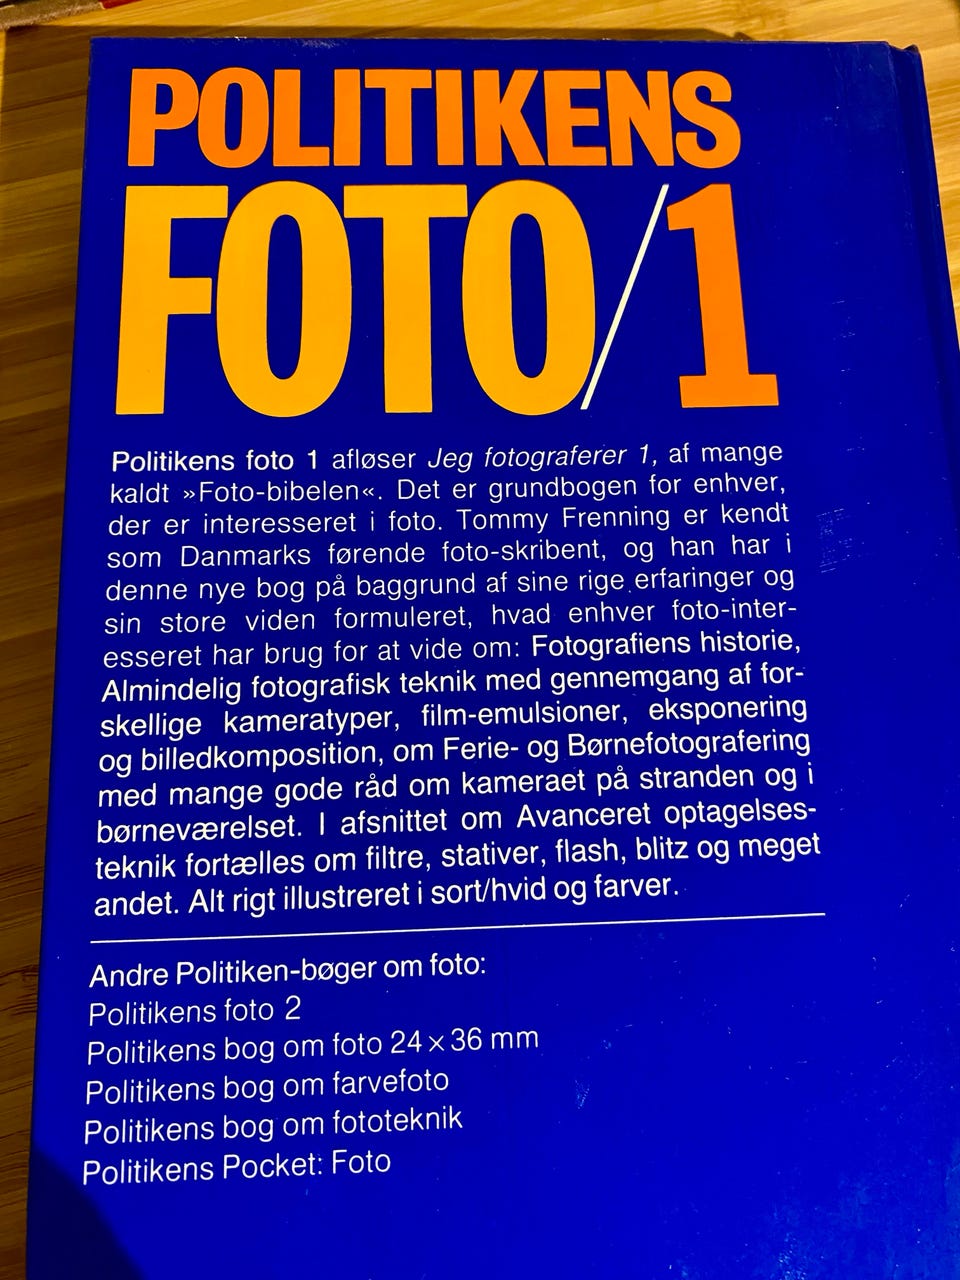 POLITIKENS
FOTO/1
Politikens foto 1 afløser Jeg fotograferer 1, af mange
kaldt »Foto-bibelen«. Det er grundbogen for enhver,
der er interesseret i foto. Tommy Frenning er kendt
som Danmarks førende foto-skribent, og han har i
denne nye bog på baggrund af sine rige erfaringer og
sin store viden formuleret, hvad enhver foto-inter-
esseret har brug for at vide om: Fotografiens historie,
Almindelig fotografisk teknik med gennemgang af for-
skellige kameratyper, film-emulsioner, eksponering
og billedkomposition, om Ferie- og Børnefotografering
med mange gode råd om kameraet på stranden og i
børneværelset. I afsnittet om Avanceret optagelses-
teknik fortælles om filtre, stativer, flash, blitz og meget
andet. Alt rigt illustreret i sort/hvid og farver.
Andre Politiken-bøger om foto:
Politikens foto 2
Politikens bog om foto 24 × 36 mm
Politikens bog om farvefoto
Politikens bog om fototeknik
Politikens Pocket: Foto